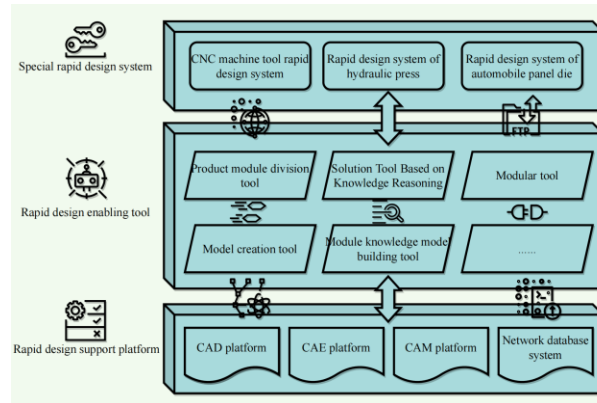 Special rapid design system
CNC machine tool rapid
design system
Rapid design system of
hydraulic press
Rapid design system of
automobile panel die
FTP
Rapid design enabling tool
Product module division
tool
Solution Tool Based on
Knowledge Reasoning
Modular tool
Model creation tool
Module knowledge model
building tool
......
Rapid design support platform
CAD platform
CAE platform
CAM platform
Network database
system